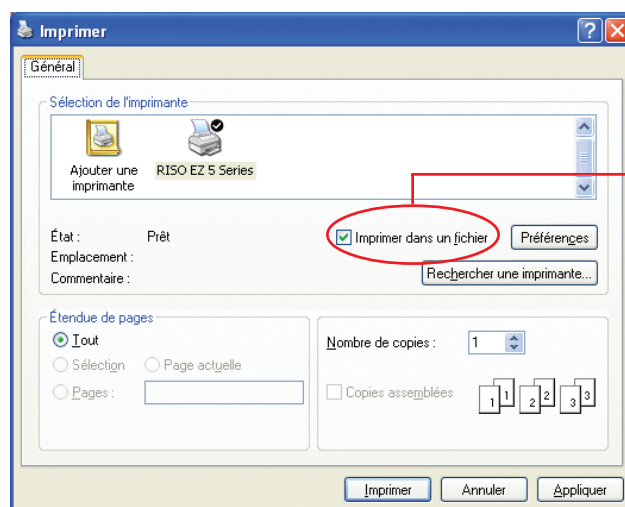 Imprimer
Général
Sélection de l'imprimante
Ajouter une imprimante
RISO EZ 5 Series
État : Prêt
Emplacement :
Commentaire :
Imprimer dans un fichier
Préférences
Rechercher une imprimante...
Étendue de pages
Tout
Sélection Page actuelle
Pages :
Nombre de copies : 1
Copies assemblées
1 1 2 2 3 3
Imprimer Annuler Appliquer